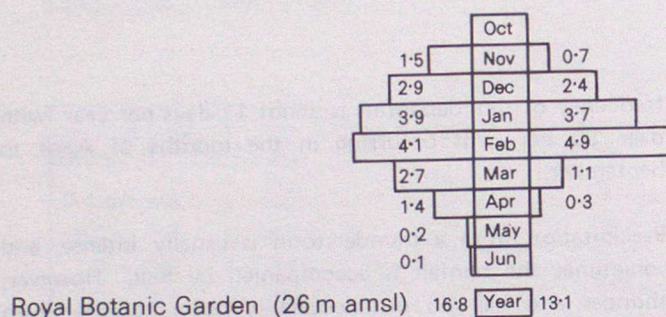 Oct
1·5 Nov 0·7
2·9 Dec 2·4
3·9 Jan 3·7
4·1 Feb 4·9
2·7 Mar 1·1
1·4 Apr 0·3
0·2 May
0·1 Jun
Royal Botanic Garden (26 m amsl) 16·8 Year 13·1